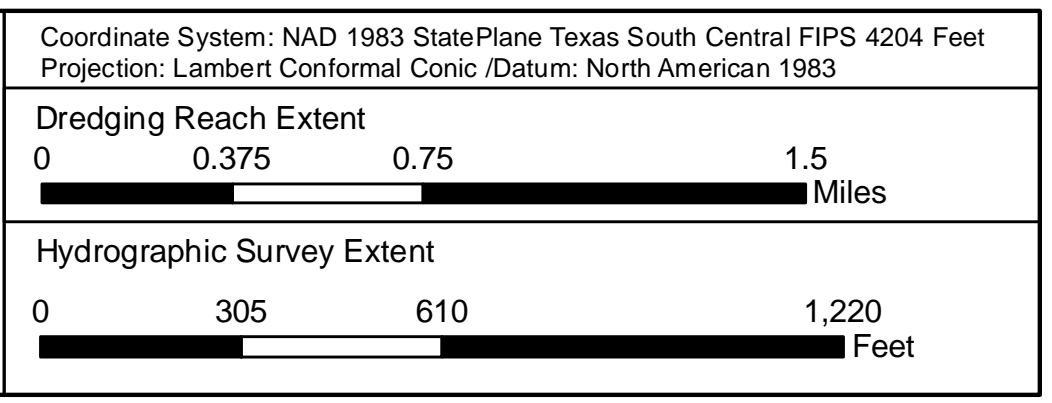 Coordinate System: NAD 1983 StatePlane Texas South Central FIPS 4204 Feet
Projection: Lambert Conformal Conic /Datum: North American 1983
Dredging Reach Extent
0 0.375 0.75 1.5
Miles
Hydrographic Survey Extent
0 305 610 1,220
Feet